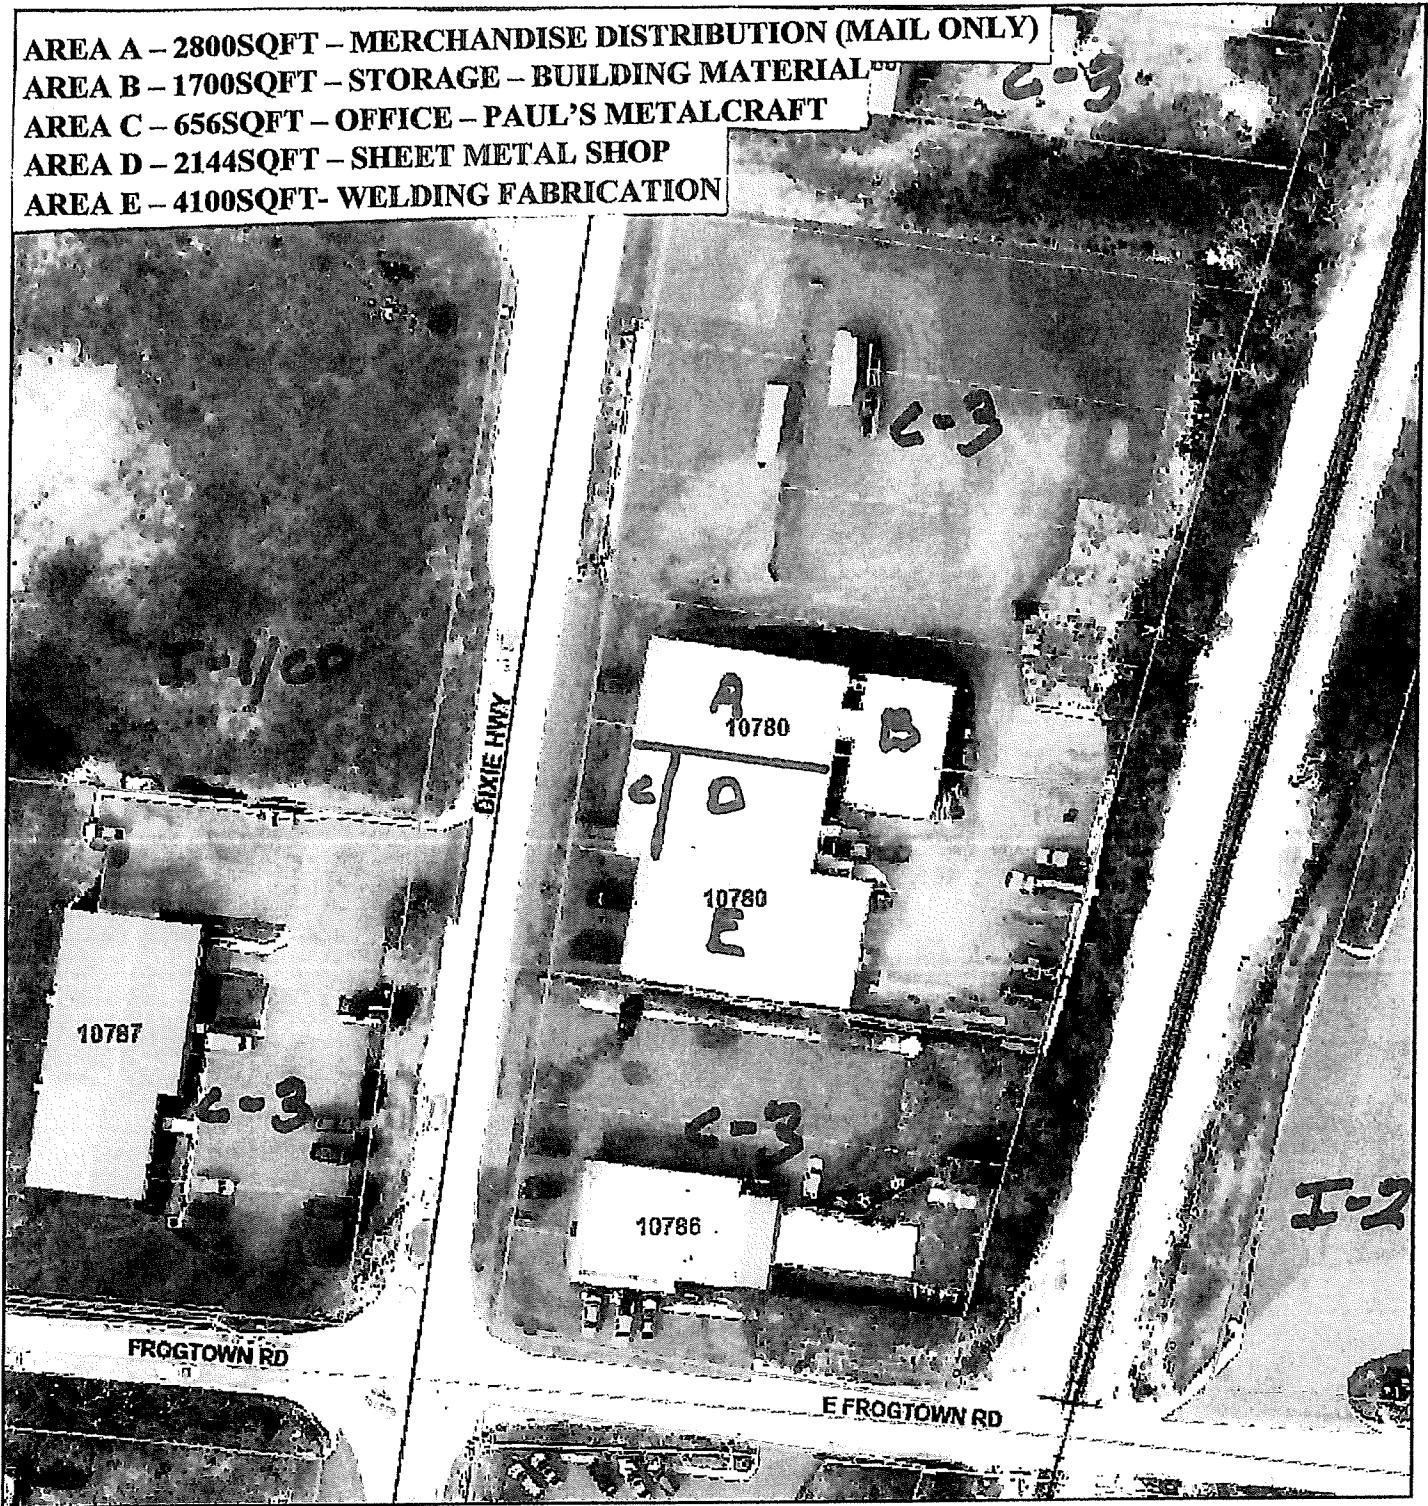 AREA A – 2800SQFT – MERCHANDISE DISTRIBUTION (MAIL ONLY)
AREA B – 1700SQFT – STORAGE – BUILDING MATERIAL
AREA C – 656SQFT – OFFICE – PAUL'S METALCRAFT
AREA D – 2144SQFT – SHEET METAL SHOP
AREA E – 4100SQFT- WELDING FABRICATION
C-3
C-3
I-1/CO
DIXIE HWY
A
10780
B
C
D
10780
E
10787
C-3
C-3
10786
I-2
FROGTOWN RD
E FROGTOWN RD